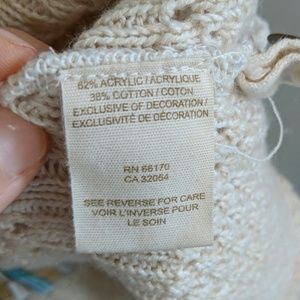 62% ACRYLIC / ACRYLIQUE
38% COTTON / COTON
EXCLUSIVE OF DECORATION /
EXCLUSIVITÉ DE DÉCORATION
RN 66170
CA 32054
SEE REVERSE FOR CARE
VOIR L'INVERSE POUR
LE SOIN